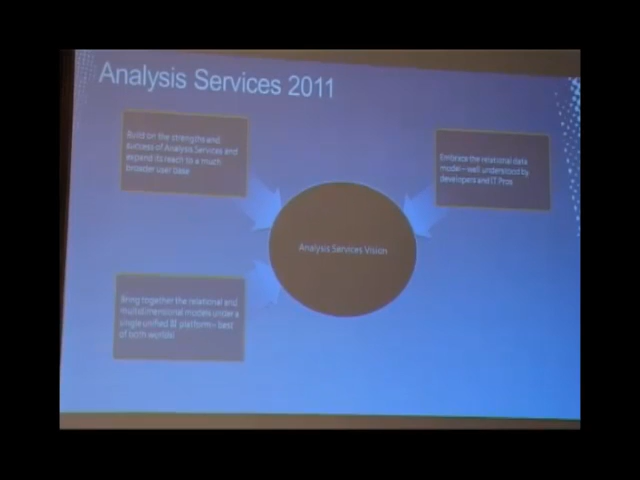 Analysis Services 2011
Build on the strengths and
success of Analysis Services and
expand its reach to a much
broader user base
Embrace the relational data
model – well understood by
developers and IT Pros
Analysis Services Vision
Bring together the relational and
multidimensional models under a
single unified BI platform – best
of both worlds!